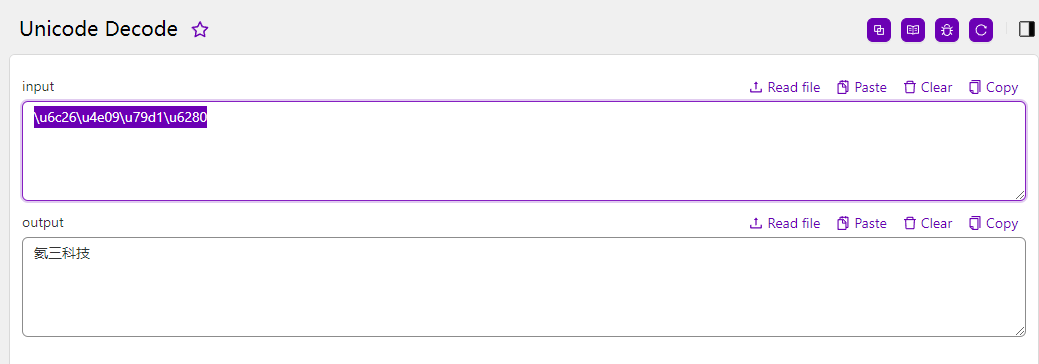 Unicode Decode
input
Read file Paste Clear Copy
\u6c26\u4e09\u79d1\u6280
output
Read file Paste Clear Copy
氦三科技